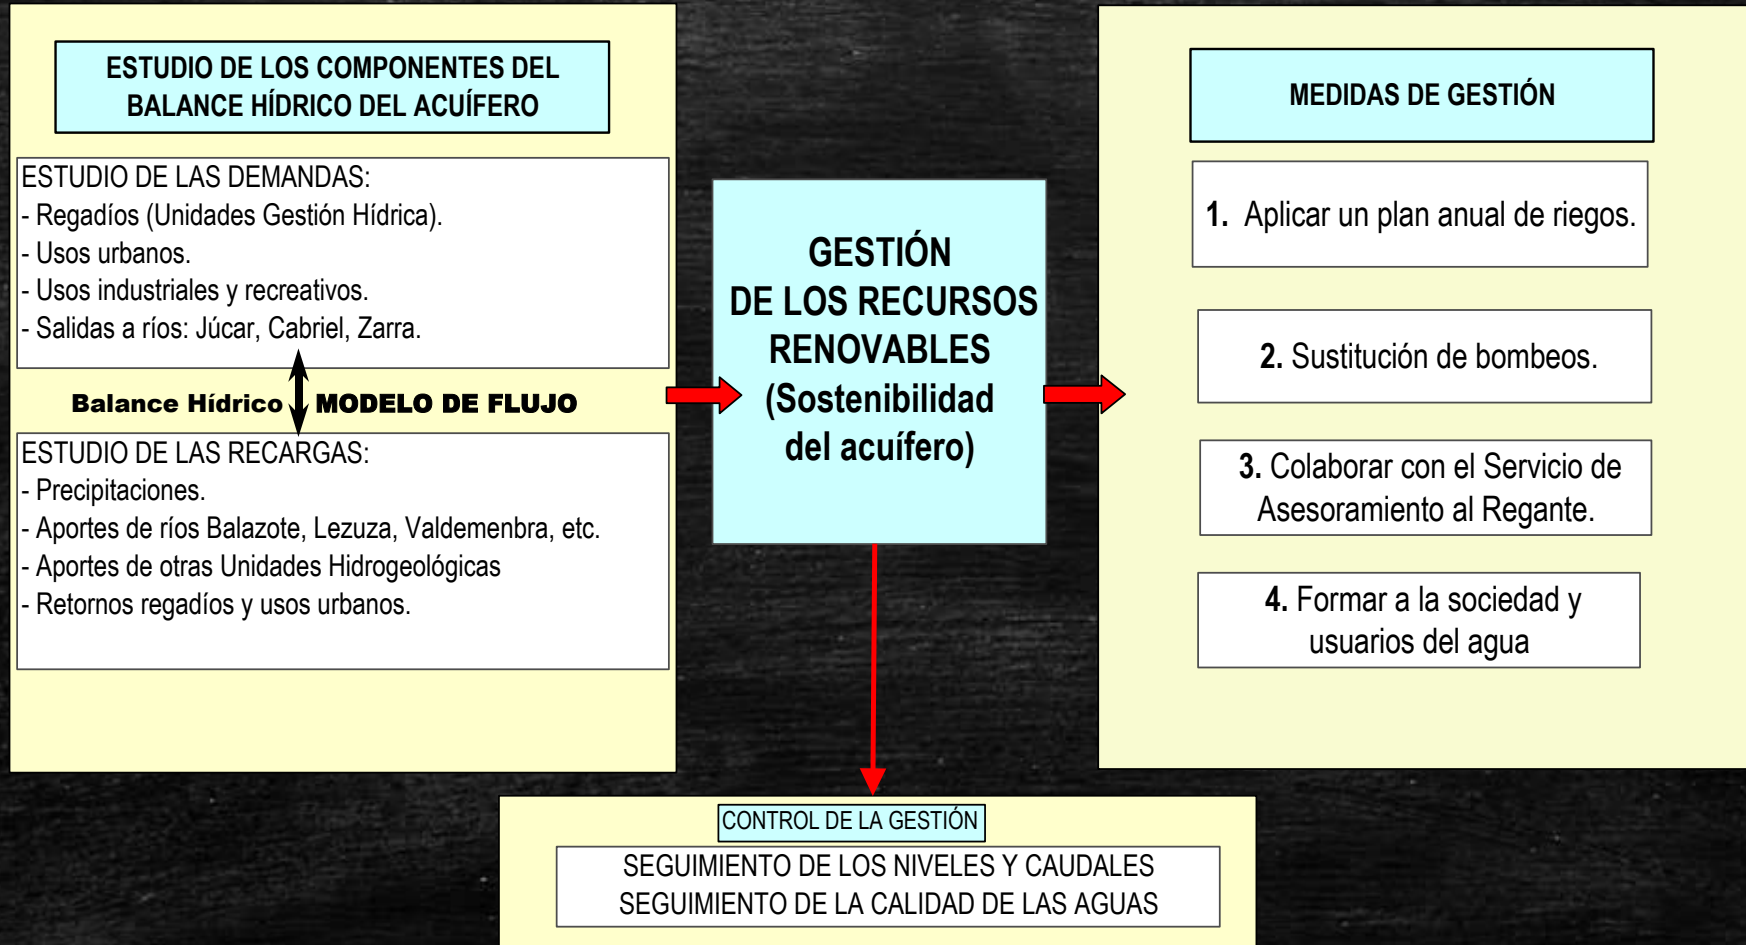 ESTUDIO DE LOS COMPONENTES DEL
BALANCE HÍDRICO DEL ACUÍFERO
ESTUDIO DE LAS DEMANDAS:
- Regadíos (Unidades Gestión Hídrica).
- Usos urbanos.
- Usos industriales y recreativos.
- Salidas a ríos: Júcar, Cabriel, Zarra.
Balance Hídrico MODELO DE FLUJO
ESTUDIO DE LAS RECARGAS:
- Precipitaciones.
- Aportes de ríos Balazote, Lezuza, Valdemenbra, etc.
- Aportes de otras Unidades Hidrogeológicas
- Retornos regadíos y usos urbanos.
GESTIÓN
DE LOS RECURSOS
RENOVABLES
(Sostenibilidad
del acuífero)
MEDIDAS DE GESTIÓN
1. Aplicar un plan anual de riegos.
2. Sustitución de bombeos.
3. Colaborar con el Servicio de
Asesoramiento al Regante.
4. Formar a la sociedad y
usuarios del agua
CONTROL DE LA GESTIÓN
SEGUIMIENTO DE LOS NIVELES Y CAUDALES
SEGUIMIENTO DE LA CALIDAD DE LAS AGUAS